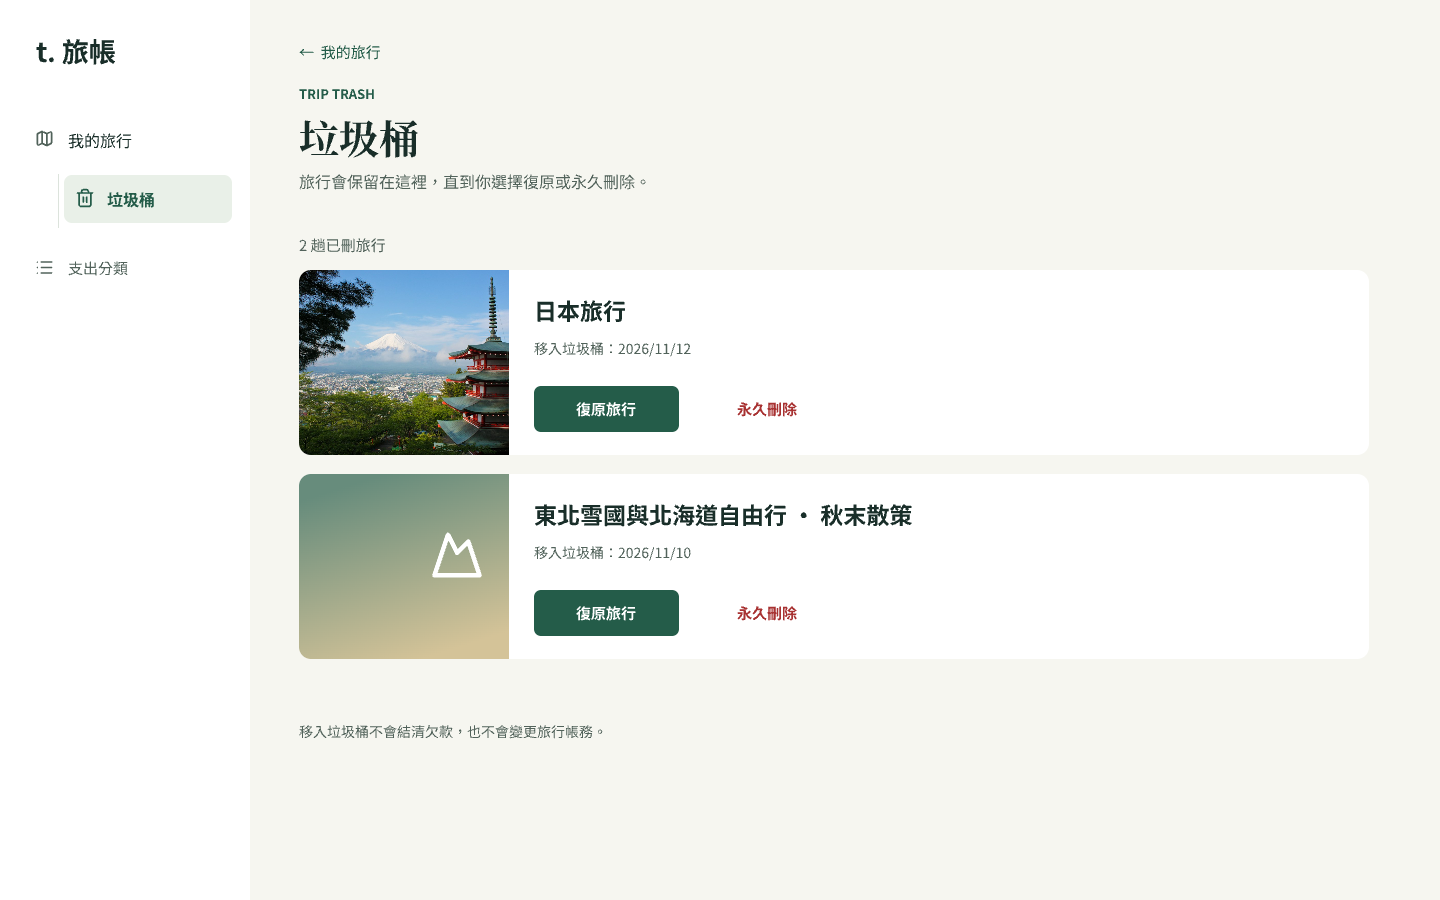 t. 旅帳
我的旅行
垃圾桶
支出分類
← 我的旅行
TRIP TRASH
垃圾桶
旅行會保留在這裡，直到你選擇復原或永久刪除。
2 趟已刪旅行
日本旅行
移入垃圾桶：2026/11/12
復原旅行
永久刪除
東北雪國與北海道自由行 · 秋末散策
移入垃圾桶：2026/11/10
復原旅行
永久刪除
移入垃圾桶不會結清欠款，也不會變更旅行帳務。